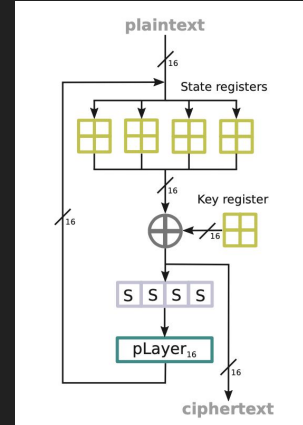 plaintext
16
State registers
16
Key register
16
16
S S S S
pLayer16
16
ciphertext